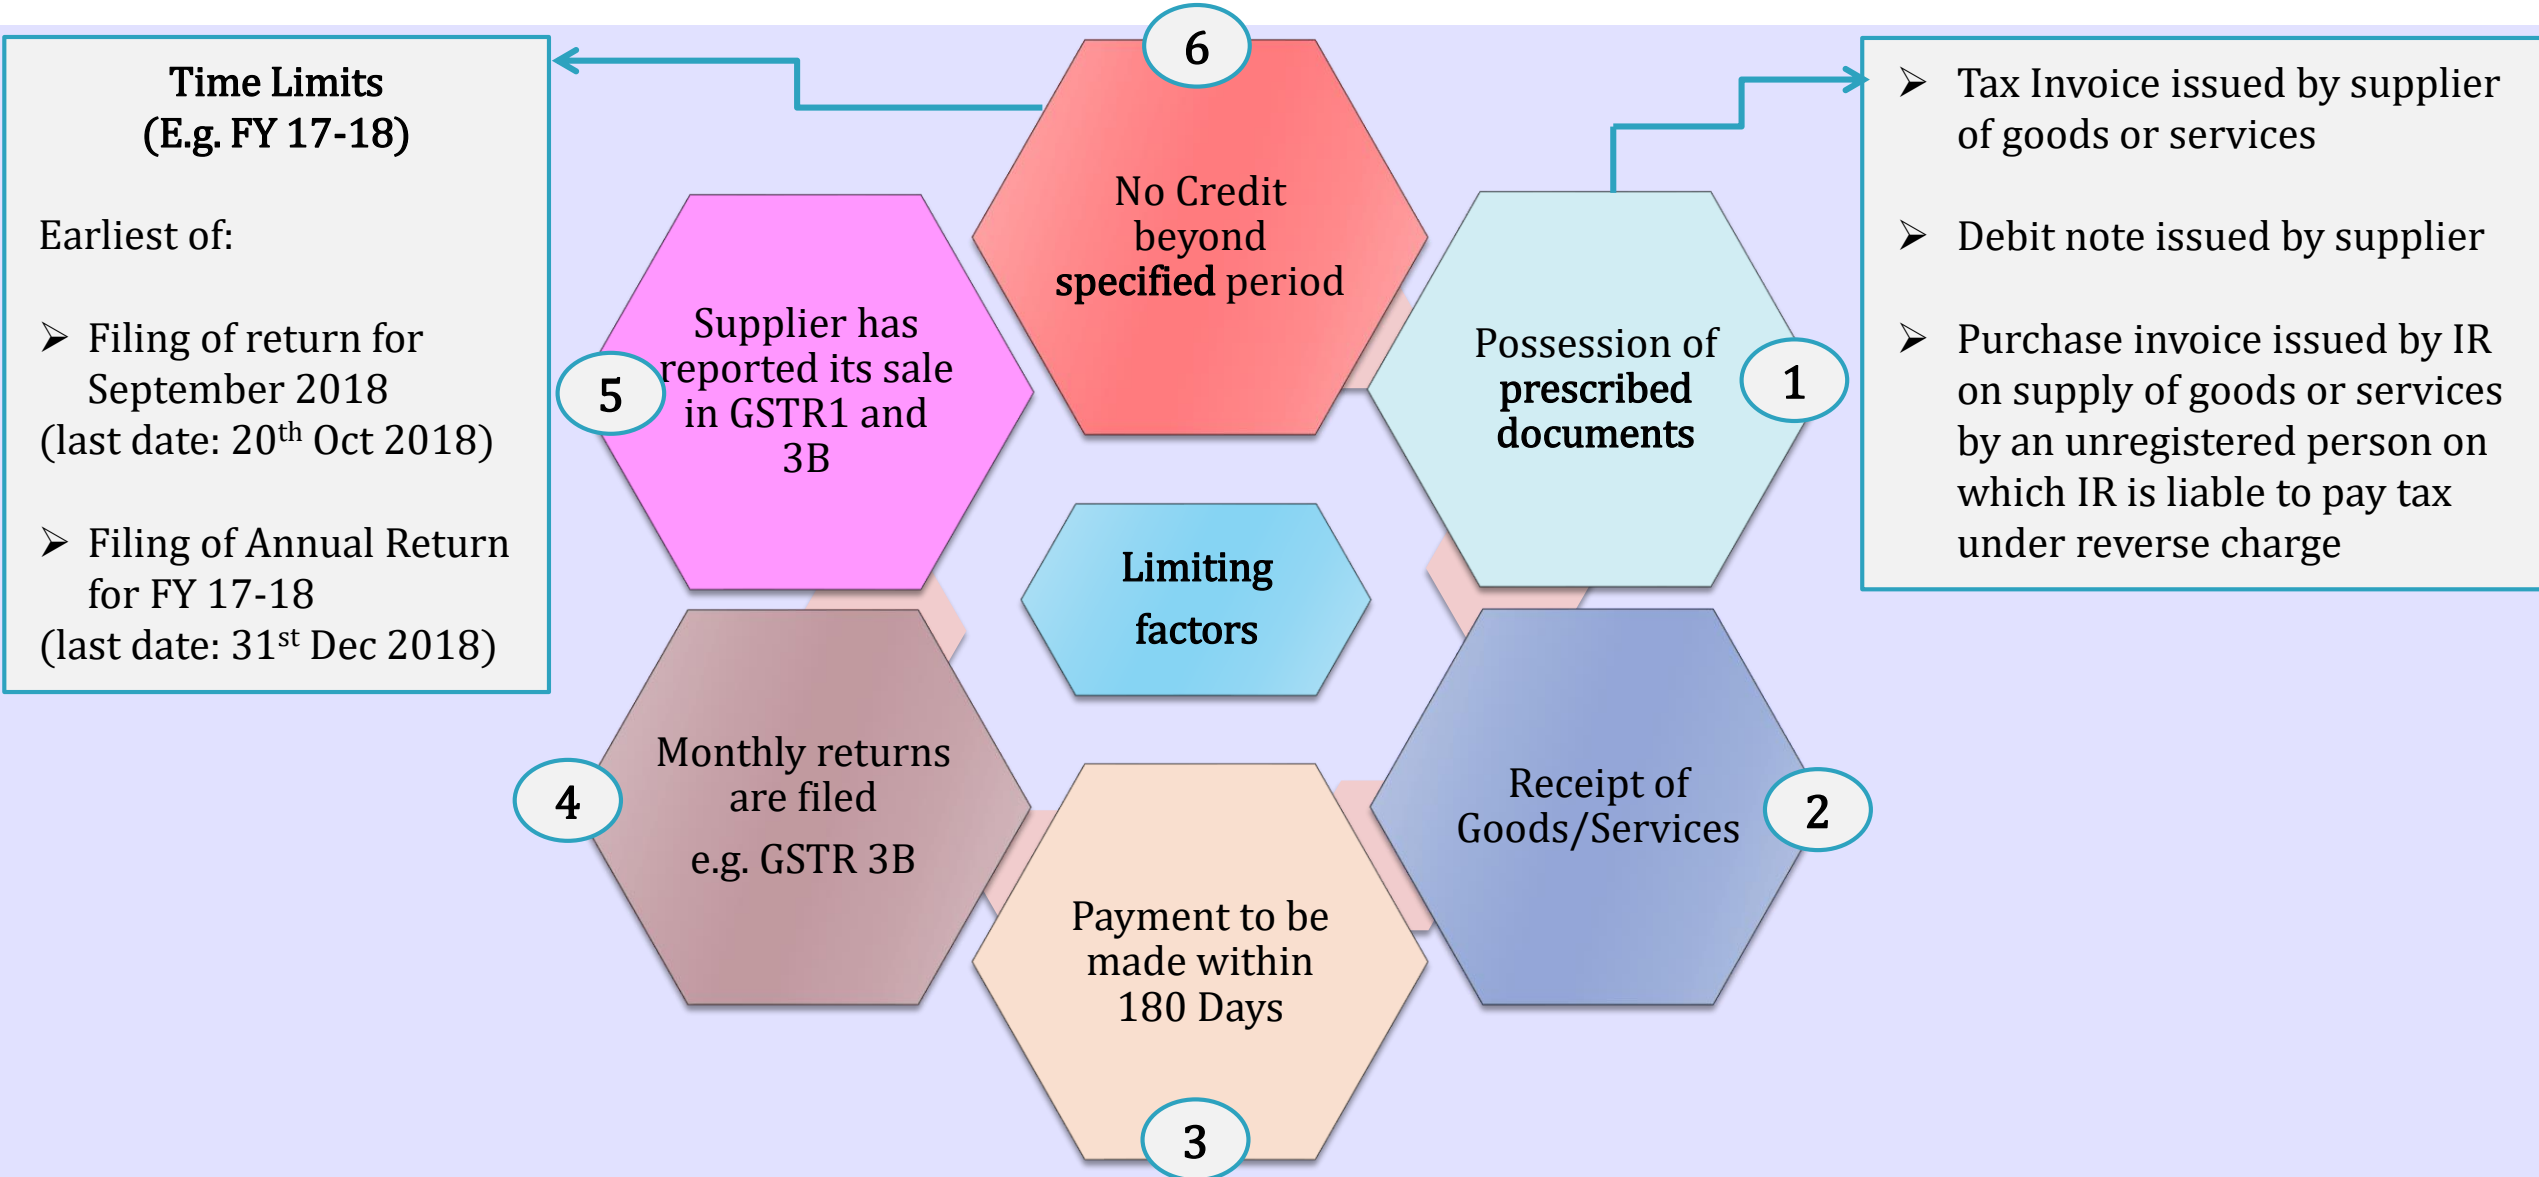 Time Limits
(E.g. FY 17-18)
Earliest of:
➢ Filing of return for
September 2018
(last date: 20th Oct 2018)
➢ Filing of Annual Return
for FY 17-18
(last date: 31st Dec 2018)
6
No Credit
beyond
specified period
5
Supplier has
reported its sale
in GSTR1 and
3B
Possession of
prescribed
documents
1
➢ Tax Invoice issued by supplier
of goods or services
➢ Debit note issued by supplier
➢ Purchase invoice issued by IR
on supply of goods or services
by an unregistered person on
which IR is liable to pay tax
under reverse charge
Limiting
factors
4
Monthly returns
are filed
e.g. GSTR 3B
Receipt of
Goods/Services
2
Payment to be
made within
180 Days
3